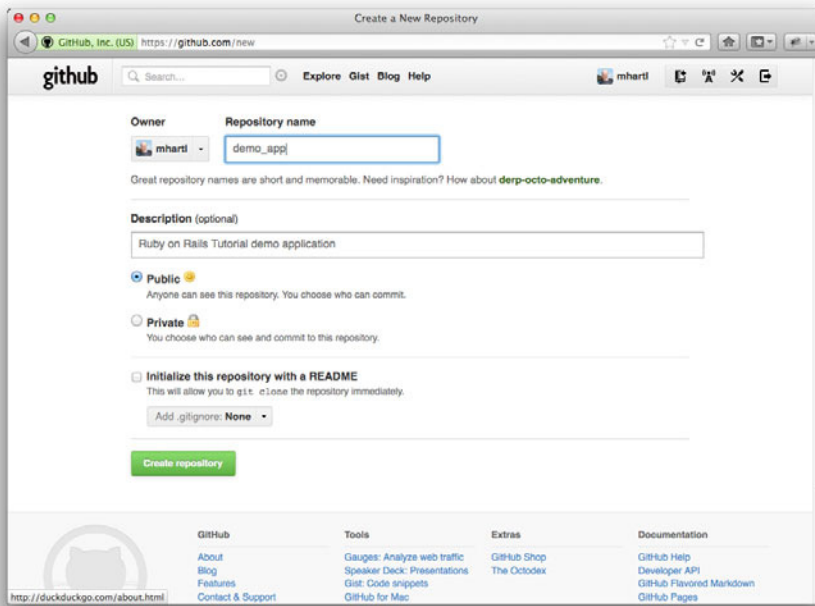 Create a New Repository
GitHub, Inc. (US) https://github.com/new
github Search... Explore Gist Blog Help mhartl
Owner Repository name
mhartl demo_app
Great repository names are short and memorable. Need inspiration? How about derp-octo-adventure.
Description (optional)
Ruby on Rails Tutorial demo application
Public
Anyone can see this repository. You choose who can commit.
Private
You choose who can see and commit to this repository.
Initialize this repository with a README
This will allow you to git clone the repository immediately.
Add .gitignore: None
Create repository
GitHub Tools Extras Documentation
About Gauges: Analyze web traffic GitHub Shop GitHub Help
Blog Speaker Deck: Presentations The Octodex Developer API
Features Gist: Code snippets GitHub Flavored Markdown
Contact & Support GitHub for Mac GitHub Pages
http://duckduckgo.com/about.html